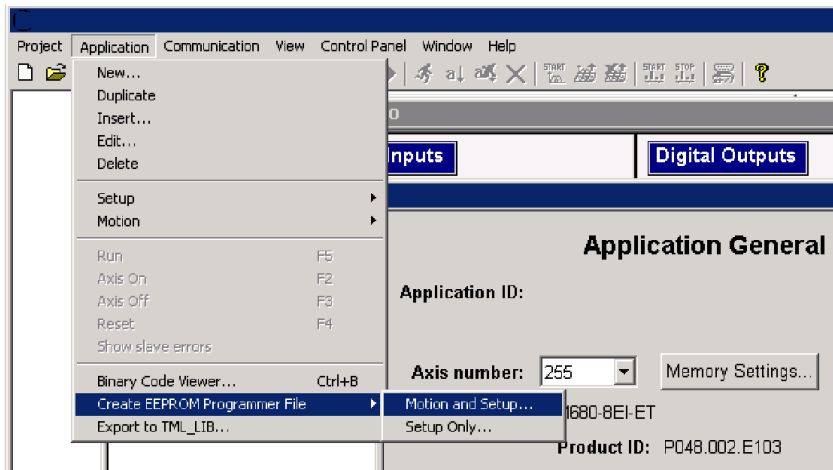 Project Application Communication View Control Panel Window Help
New...
Duplicate
Insert...
Edit...
Delete
Setup
Motion
Run F5
Axis On F2
Axis Off F3
Reset F4
Show slave errors
Binary Code Viewer... Ctrl+B
Create EEPROM Programmer File
Export to TML_LIB...
Motion and Setup...
Setup Only...
START
START STOP
O
Inputs
Digital Outputs
Application General
Application ID:
Axis number: 255 Memory Settings...
1680-8EI-ET
Product ID: P048.002.E103